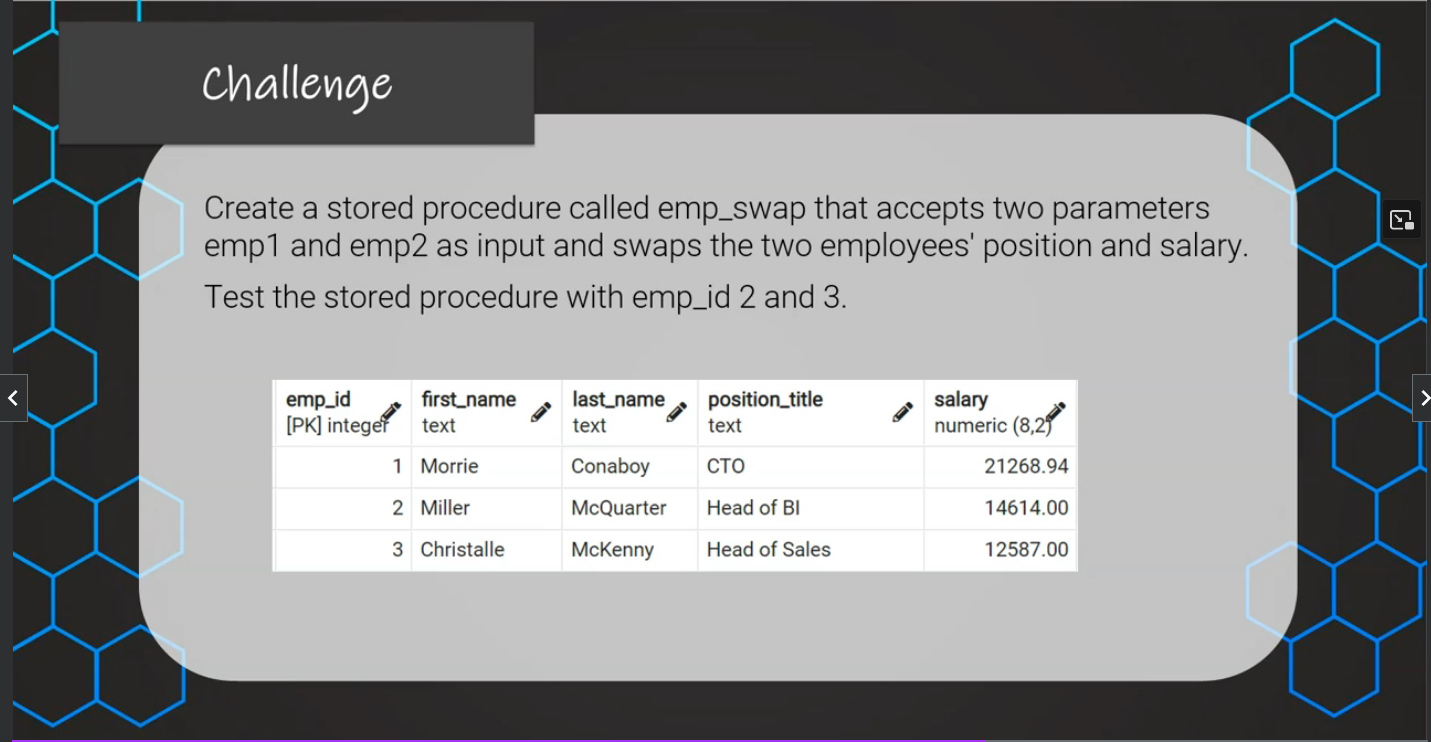 Challenge
Create a stored procedure called emp_swap that accepts two parameters
emp1 and emp2 as input and swaps the two employees' position and salary.
Test the stored procedure with emp_id 2 and 3.
emp_id first_name last_name position_title salary
[PK] integer text text text numeric (8,2)
1 Morrie Conaboy CTO 21268.94
2 Miller McQuarter Head of BI 14614.00
3 Christalle McKenny Head of Sales 12587.00